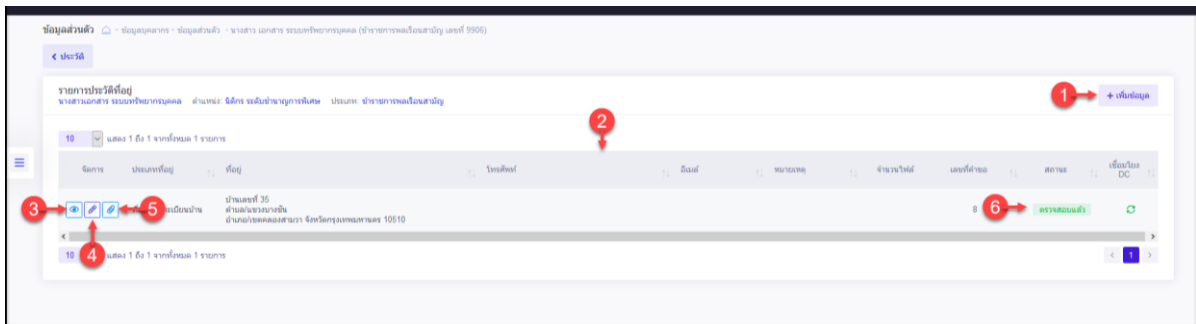 ข้อมูลส่วนตัว - ข้อมูลบุคลากร - ข้อมูลส่วนตัว - นางสาว เอกสาร ระบบทรัพยากรบุคคล (ข้าราชการพลเรือนสามัญ เลขที่ 9906)
< ประวัติ
รายการประวัติที่อยู่
นางสาวเอกสาร ระบบทรัพยากรบุคคล ตำแหน่ง: นิติกร ระดับชำนาญการพิเศษ ประเภท: ข้าราชการพลเรือนสามัญ
1
+ เพิ่มข้อมูล
10 แสดง 1 ถึง 1 จากทั้งหมด 1 รายการ
2
จัดการ ประเภทที่อยู่ ที่อยู่ โทรศัพท์ อีเมล์ หมายเหตุ จำนวนไฟล์ เลขที่คำขอ สถานะ เชื่อมโยง DC
3 5
ะเบียนบ้าน
บ้านเลขที่ 35
ตำบล/แขวงบางชัน
อำเภอ/เขตคลองสามวา จังหวัดกรุงเทพมหานคร 10510
8
6
ตรวจสอบแล้ว
4
10 แสดง 1 ถึง 1 จากทั้งหมด 1 รายการ
< 1 >